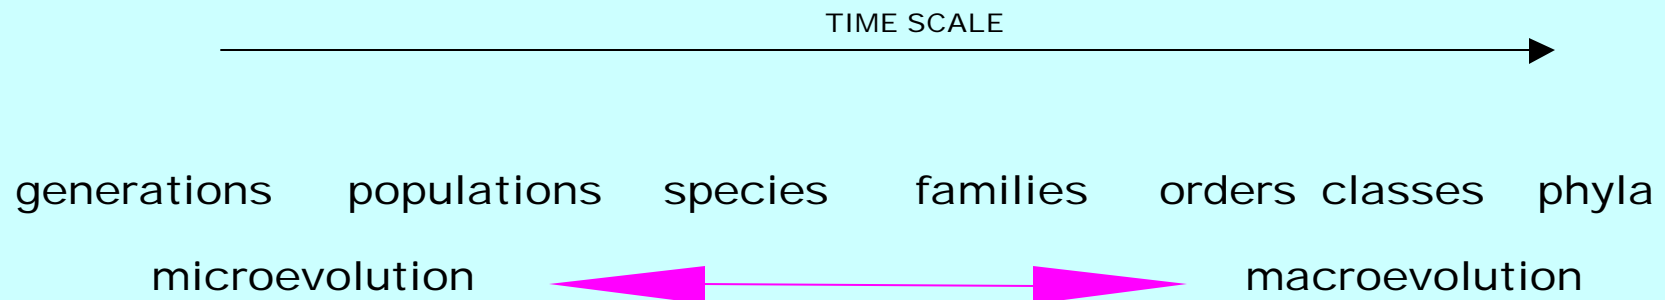 TIME SCALE
generations populations species families orders classes phyla
microevolution macroevolution